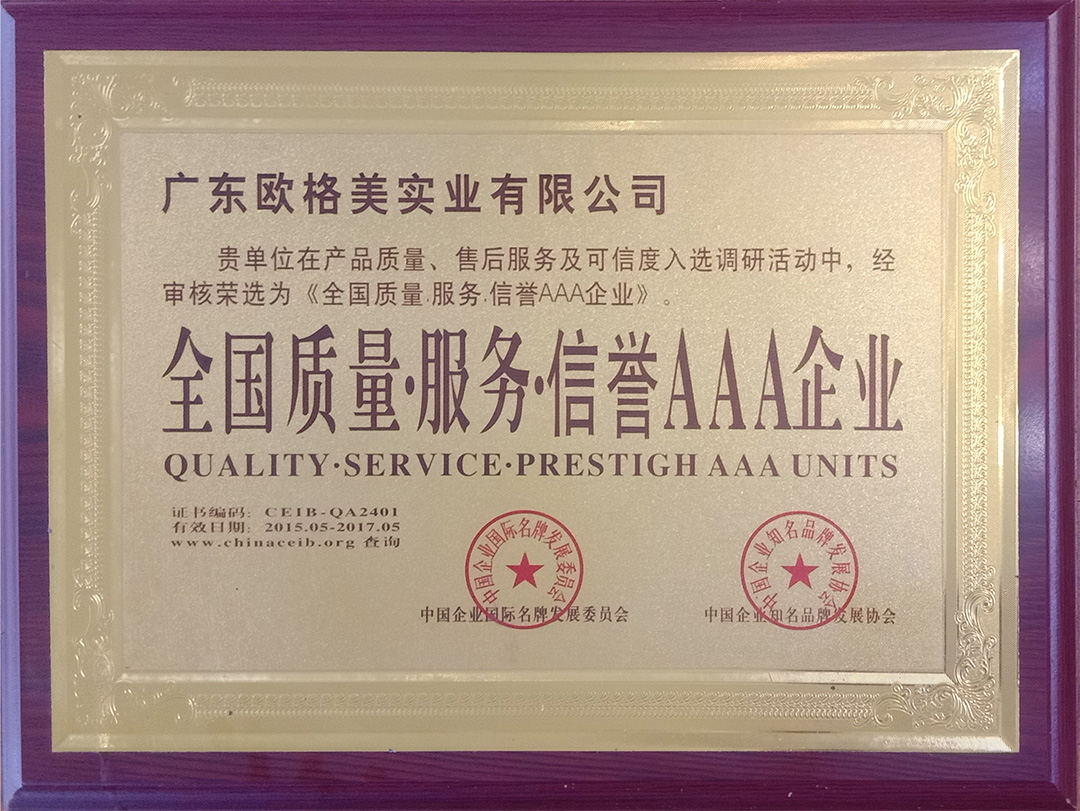 广东欧格美实业有限公司
贵单位在产品质量、售后服务及可信度入选调研活动中，经
审核荣选为《全国质量.服务.信誉AAA企业》。
全国质量·服务·信誉AAA企业
QUALITY·SERVICE·PRESTIGH AAA UNITS
证书编码：CEIB-QA2401
有效日期：2015.05-2017.05
www.chinaceib.org 查询
中国企业国际名牌发展委员会
中国企业国际名牌发展委员会
中国企业知名品牌发展协会
中国企业知名品牌发展协会